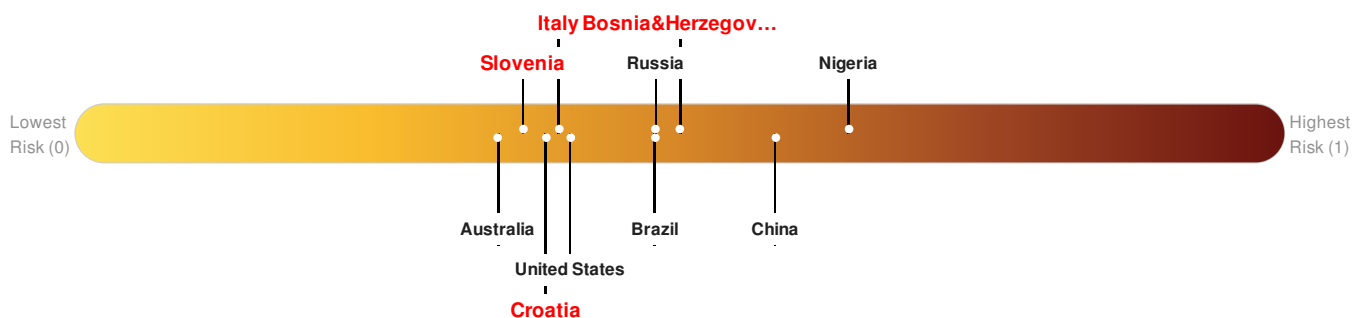 Italy Bosnia&Herzegov…
Slovenia
Russia
Nigeria
Lowest
Risk (0)
Highest
Risk (1)
Australia
Brazil
China
United States
Croatia